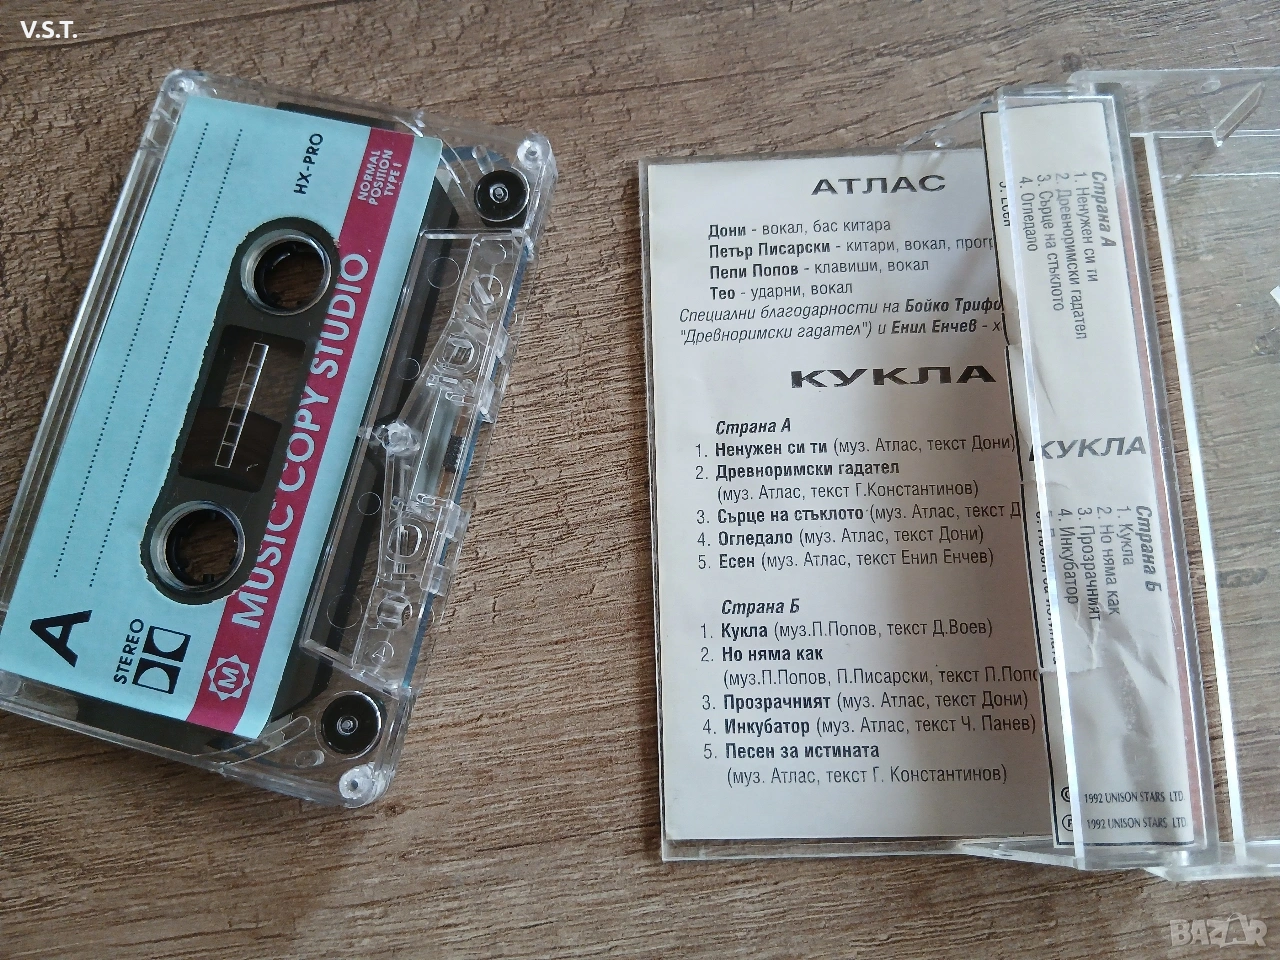 V.S.T.
A
STEREO
HX-PRO
NORMAL
POSITION
TYPE I
M MUSIC COPY STUDIO
АТЛАС
Дони - вокал, бас китара
Петър Писарски - китари, вокал,
Пепи Попов - клавиши, вокал
Тео - ударни, вокал
Специални благодарности на Бойко
"Древноримски гадател") и Енил Енчев -
КУКЛА
Страна А
1. Ненужен си ти (муз. Атлас, текст Дони)
2. Древноримски гадател
(муз. Атлас, текст Г.Константинов)
3. Сърце на стъклото (муз. Атлас, текст
4. Огледало (муз. Атлас, текст Дони)
5. Есен (муз. Атлас, текст Енил Енчев)
Страна Б
1. Кукла (муз.П.Попов, текст Д.Воев)
2. Но няма как
(муз.П.Попов, П.Писарски, текст
3. Прозрачният (муз. Атлас, текст Дони)
4. Инкубатор (муз. Атлас, текст Ч. Панев)
5. Песен за истината
(муз. Атлас, текст Г. Константинов)
Страна А
1. Ненужен си ти
2. Древноримски гадател
3. Сърце на стъклото
4. Огледало
5. Есен
КУКЛА
Страна Б
1. Кукла
2. Но няма как
3. Прозрачният
4. Инкубатор
© 1992 UNISON STARS LTD.
℗ 1992 UNISON STARS LTD.
BAZAR